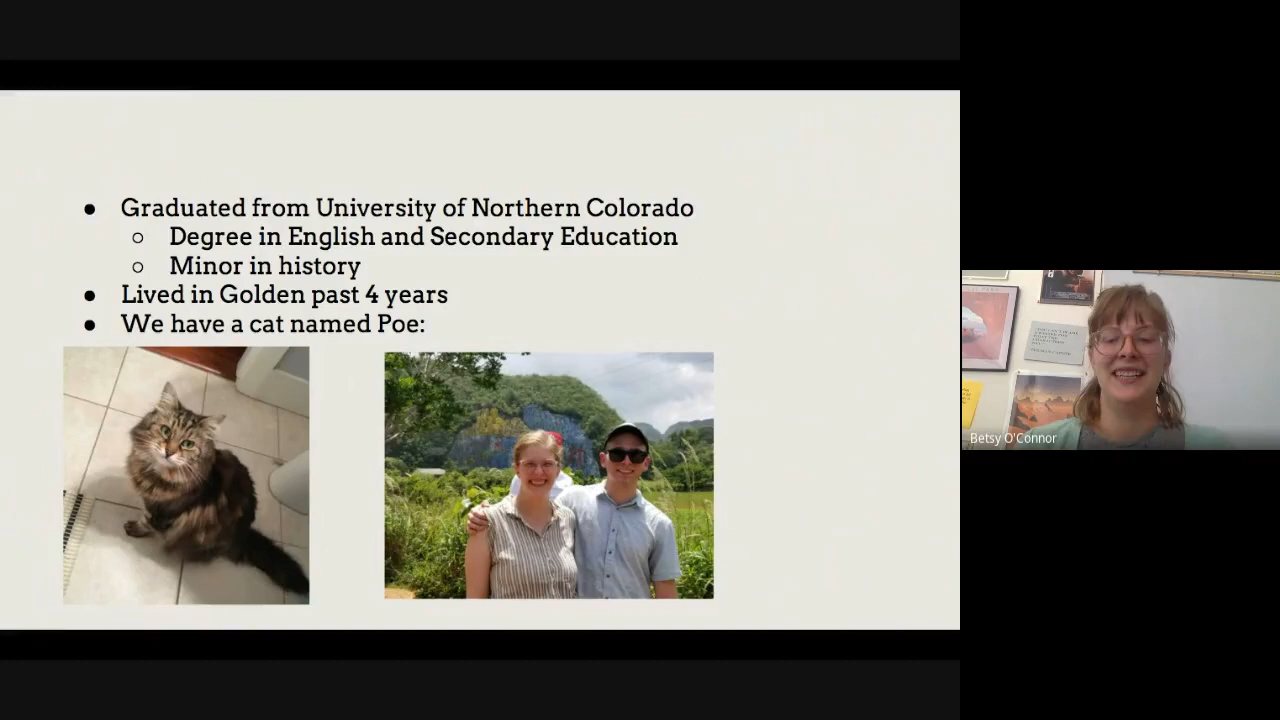 ● Graduated from University of Northern Colorado
○ Degree in English and Secondary Education
○ Minor in history
● Lived in Golden past 4 years
● We have a cat named Poe:
Betsy O'Connor